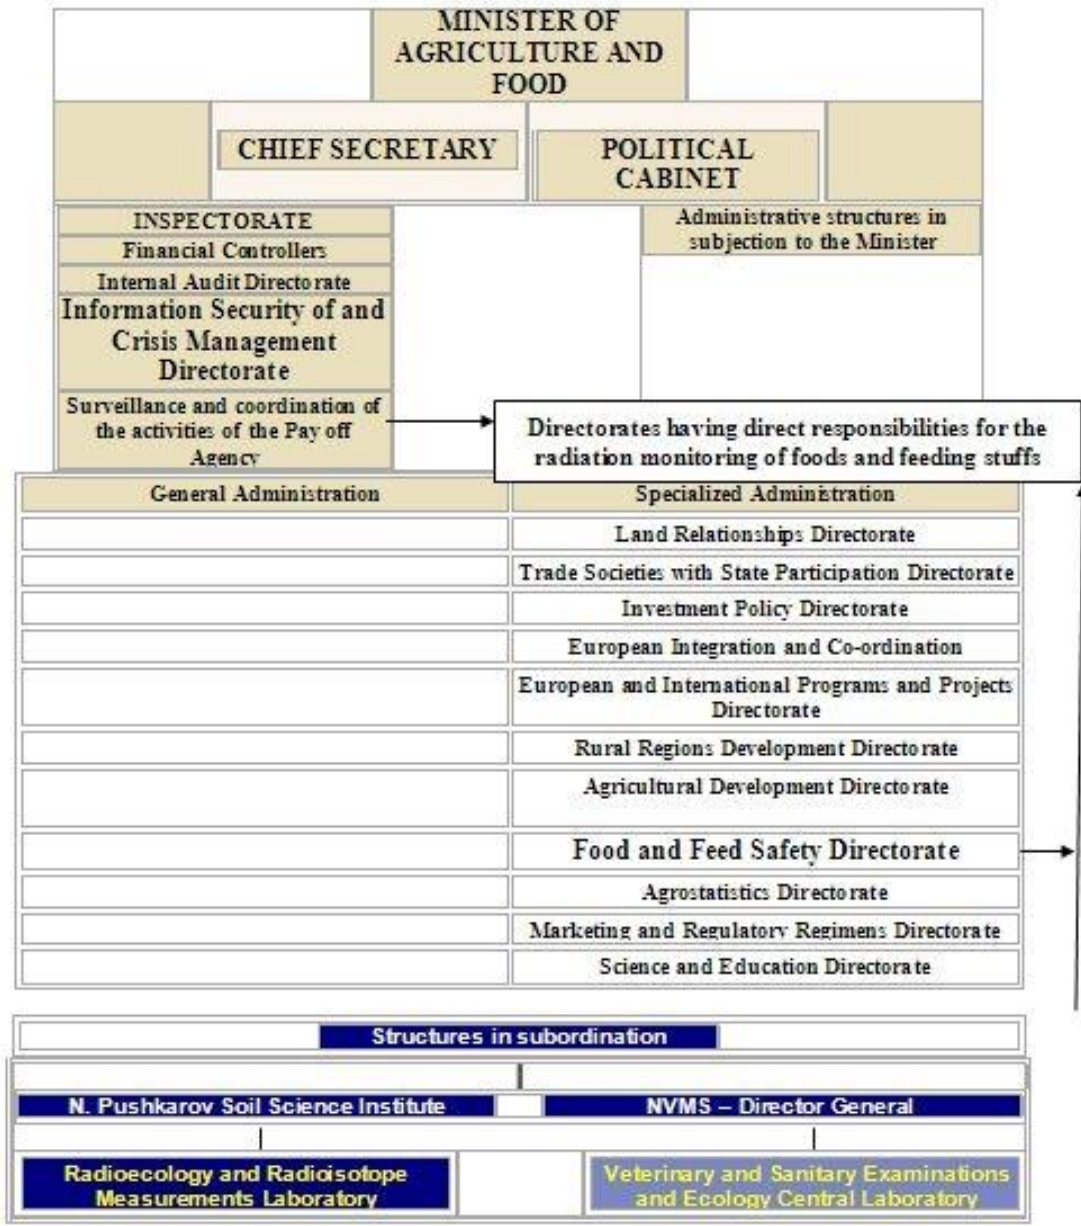 MINISTER OF
AGRICULTURE AND
FOOD
CHIEF SECRETARY
POLITICAL
CABINET
INSPECTORATE
Financial Controllers
Internal Audit Directorate
Information Security of and
Crisis Management
Directorate
Surveillance and coordination of
the activities of the Pay off
Agency
Administrative structures in
subjection to the Minister
Directorates having direct responsibilities for the
radiation monitoring of foods and feeding stuffs
General Administration
Specialized Administration
Land Relationships Directorate
Trade Societies with State Participation Directorate
Investment Policy Directorate
European Integration and Co-ordination
European and International Programs and Projects
Directorate
Rural Regions Development Directorate
Agricultural Development Directorate
Food and Feed Safety Directorate
Agrostatistics Directorate
Marketing and Regulatory Regimens Directorate
Science and Education Directorate
Structures in subordination
N. Pushkarov Soil Science Institute
NVMS – Director General
Radioecology and Radioisotope
Measurements Laboratory
Veterinary and Sanitary Examinations
and Ecology Central Laboratory